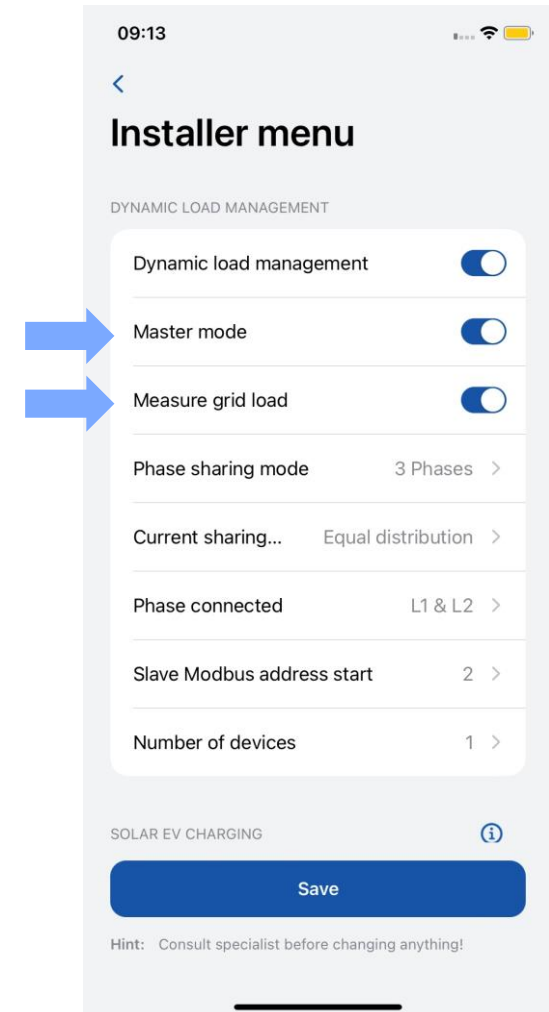 09:13
Installer menu
DYNAMIC LOAD MANAGEMENT
Dynamic load management
Master mode
Measure grid load
Phase sharing mode 3 Phases
Current sharing... Equal distribution
Phase connected L1 & L2
Slave Modbus address start 2
Number of devices 1
SOLAR EV CHARGING
Save
Hint: Consult specialist before changing anything!